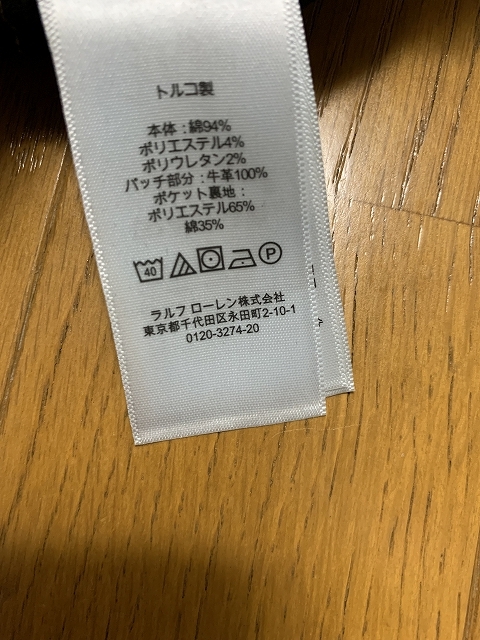 トルコ製
本体 : 綿94%
ポリエステル4%
ポリウレタン2%
パッチ部分 : 牛革100%
ポケット裏地 :
ポリエステル65%
綿35%
40 P
ラルフ ローレン株式会社
東京都千代田区永田町2-10-1
0120-3274-20